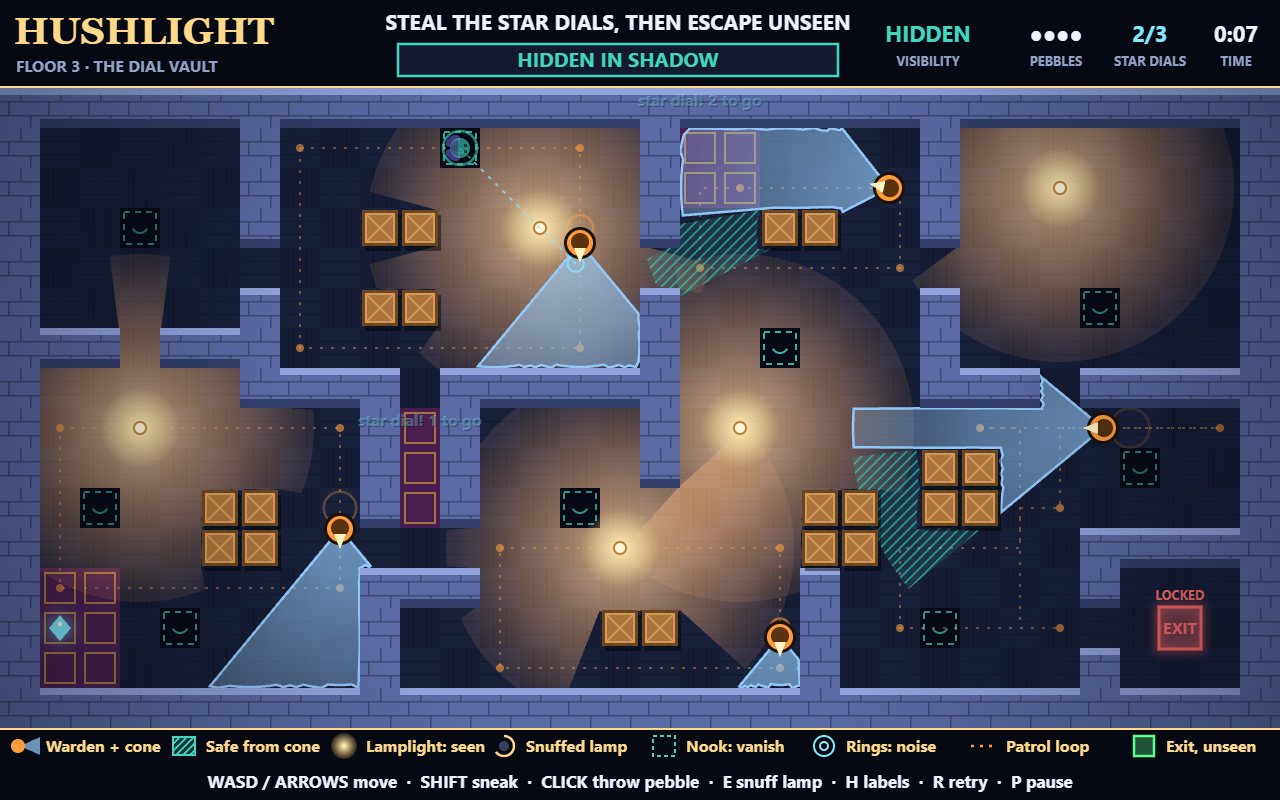 HUSHLIGHT
FLOOR 3 · THE DIAL VAULT
STEAL THE STAR DIALS, THEN ESCAPE UNSEEN
HIDDEN IN SHADOW
HIDDEN
VISIBILITY
PEBBLES
2/3
STAR DIALS
0:07
TIME
star dial! 2 to go
star dial! 1 to go
LOCKED
EXIT
Warden + cone
Safe from cone
Lamplight: seen
Snuffed lamp
Nook: vanish
Rings: noise
Patrol loop
Exit, unseen
WASD / ARROWS move · SHIFT sneak · CLICK throw pebble · E snuff lamp · H labels · R retry · P pause